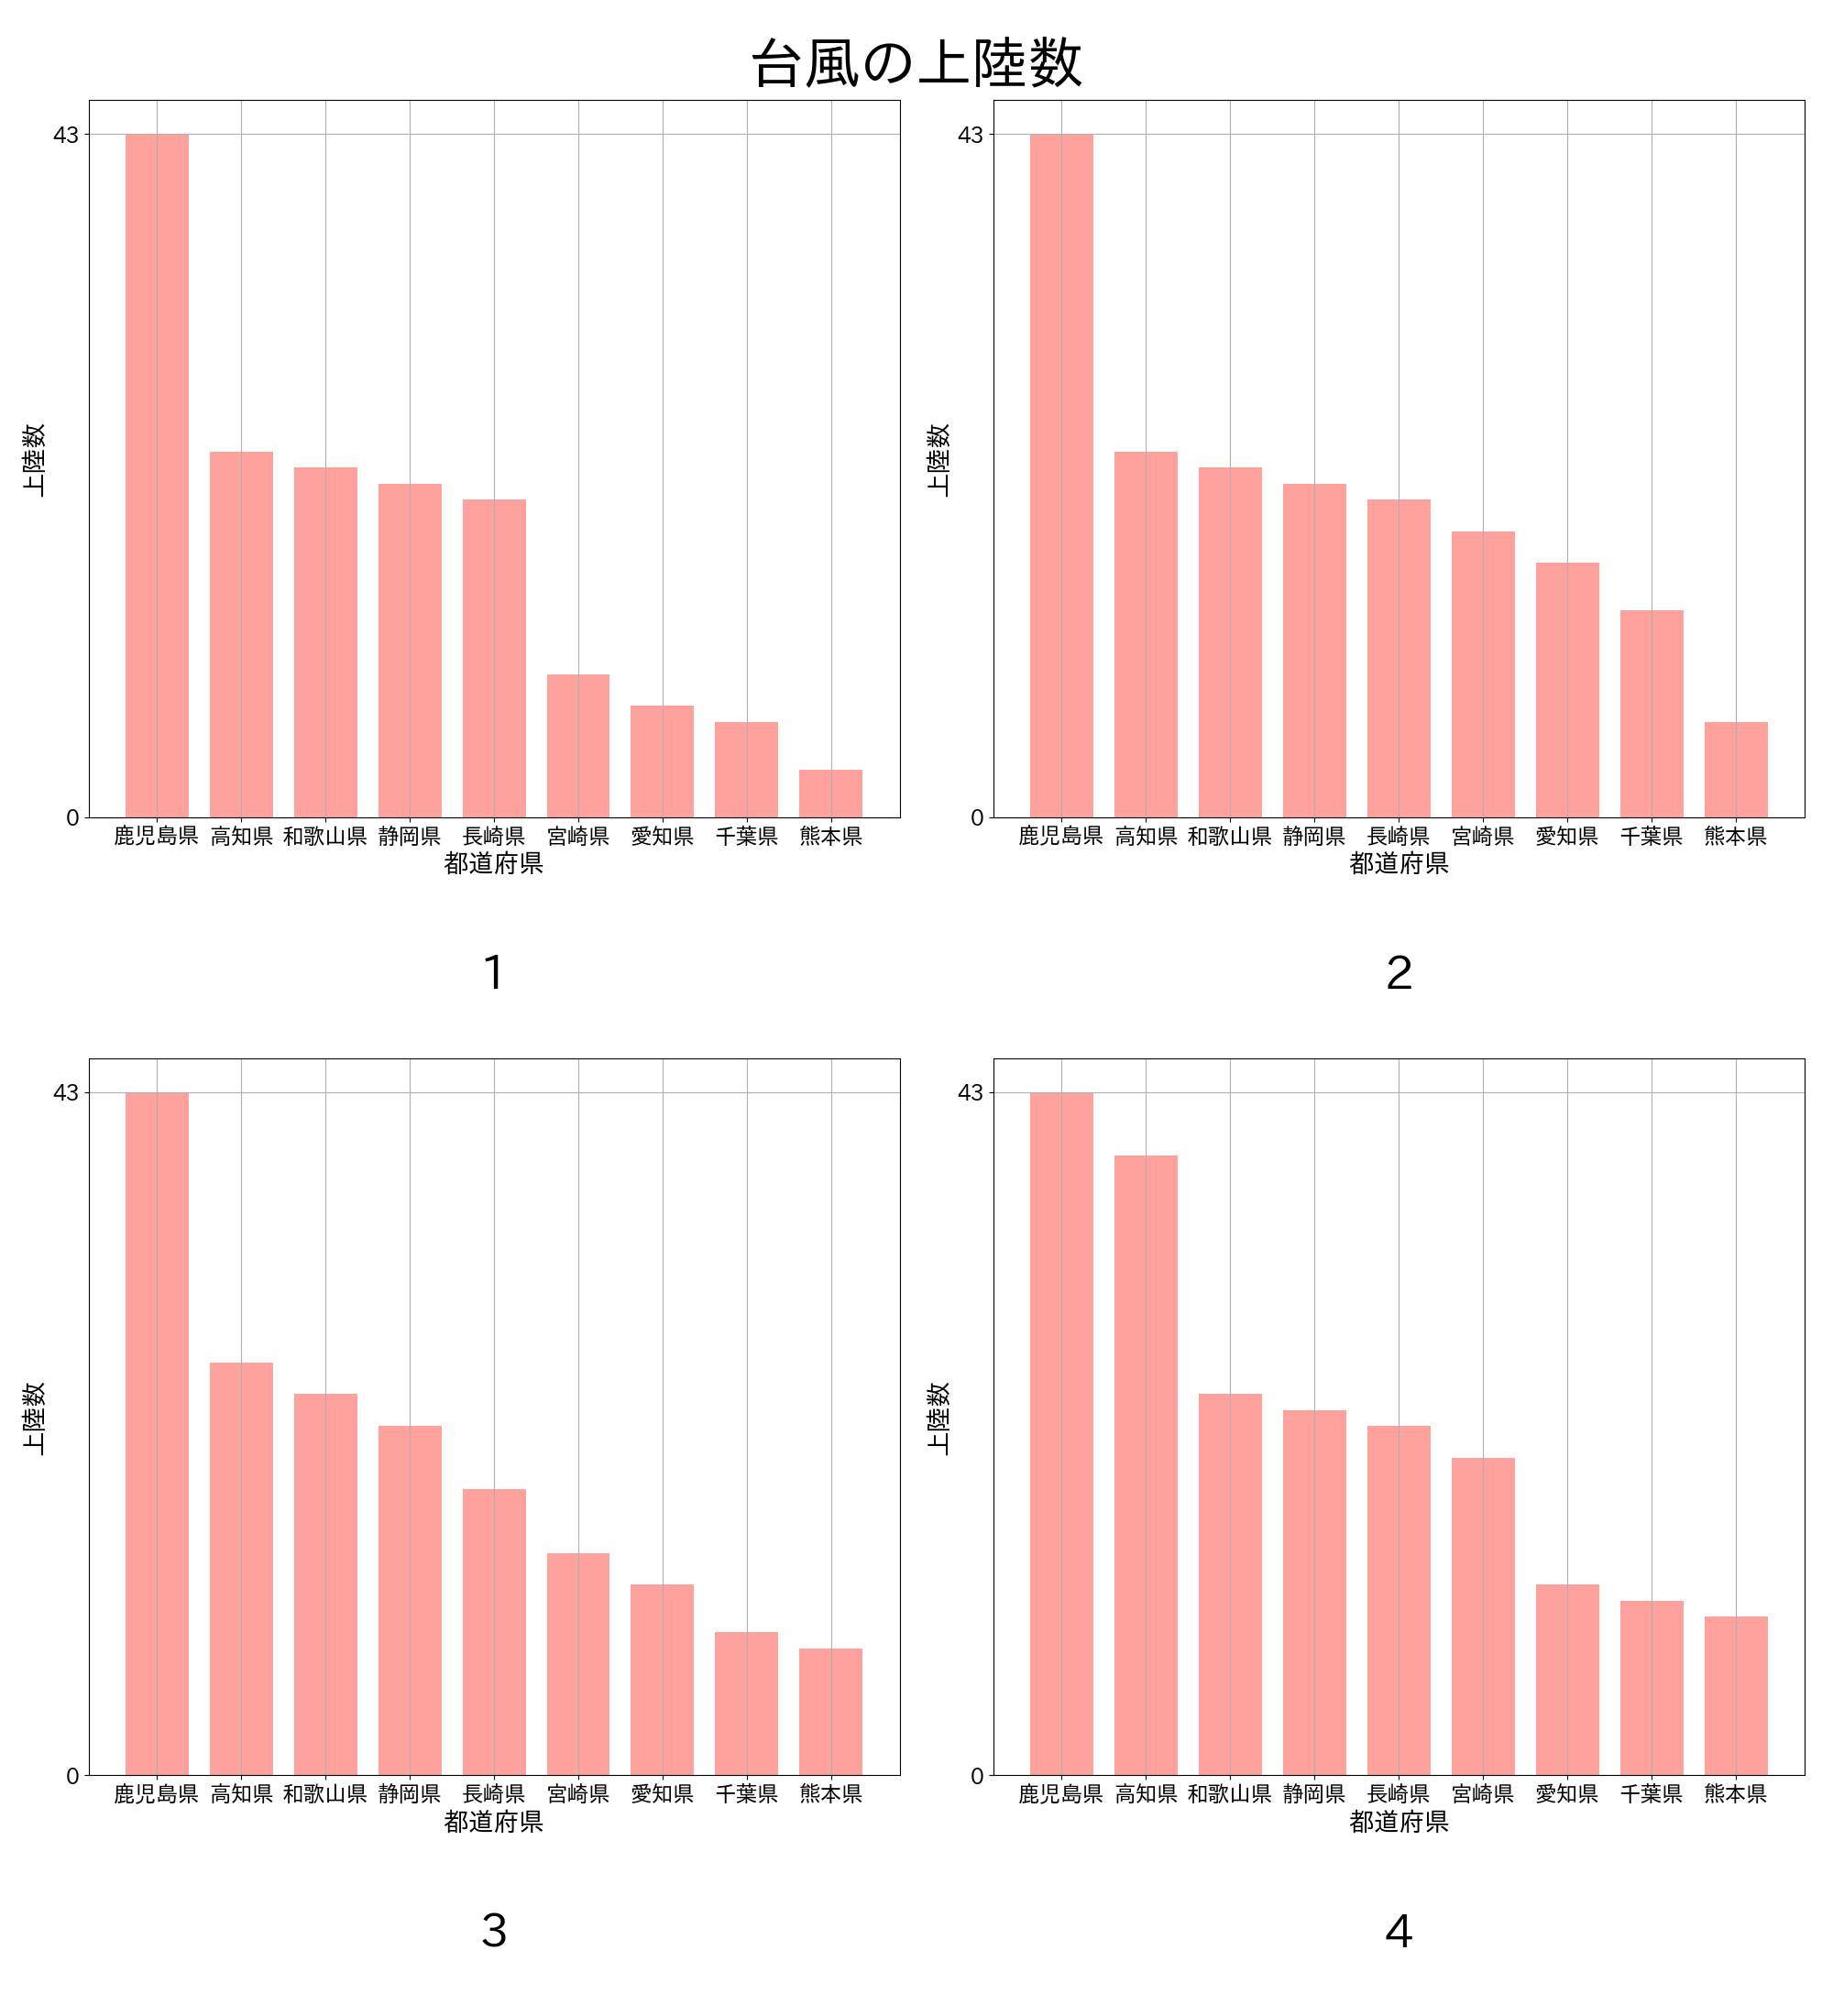 台風の上陸数
43
上陸数
0
鹿児島県 高知県 和歌山県 静岡県 長崎県 宮崎県 愛知県 千葉県 熊本県
都道府県
1
43
上陸数
0
鹿児島県 高知県 和歌山県 静岡県 長崎県 宮崎県 愛知県 千葉県 熊本県
都道府県
2
43
上陸数
0
鹿児島県 高知県 和歌山県 静岡県 長崎県 宮崎県 愛知県 千葉県 熊本県
都道府県
3
43
上陸数
0
鹿児島県 高知県 和歌山県 静岡県 長崎県 宮崎県 愛知県 千葉県 熊本県
都道府県
4